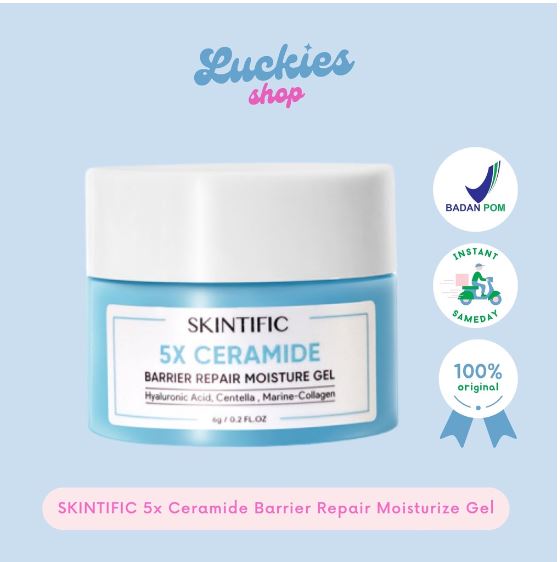 Luckies
shop
BADAN POM
INSTANT
SAMEDAY
100%
original
SKINTIFIC
5X CERAMIDE
BARRIER REPAIR MOISTURE GEL
Hyaluronic Acid, Centella , Marine-Collagen
6g / 0.2 FL.OZ
SKINTIFIC 5x Ceramide Barrier Repair Moisturize Gel